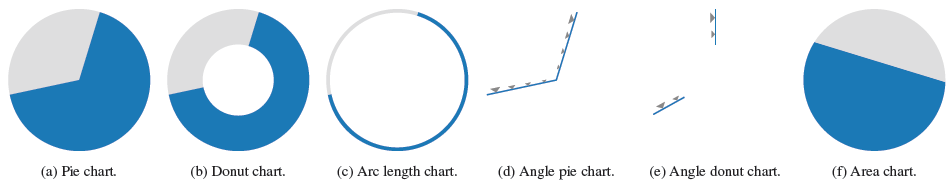 (a) Pie chart. (b) Donut chart. (c) Arc length chart. (d) Angle pie chart. (e) Angle donut chart. (f) Area chart.